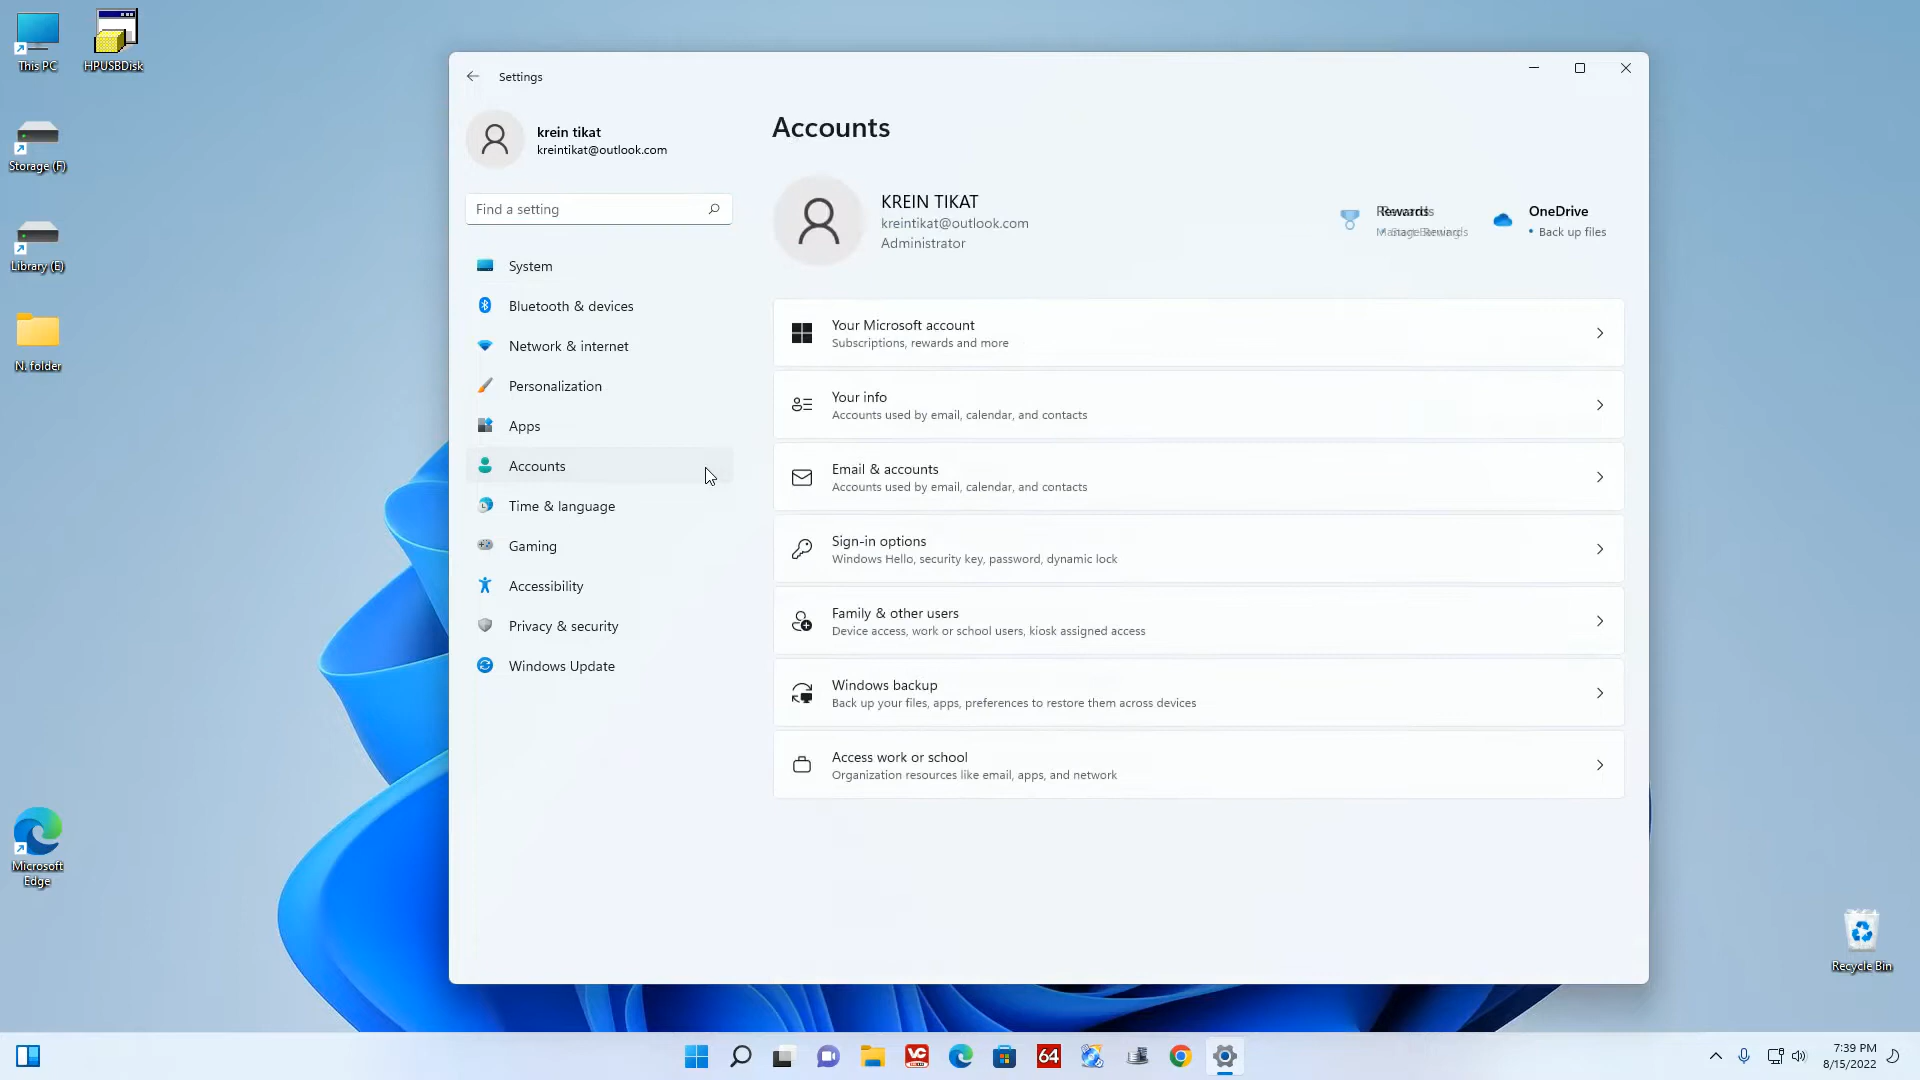 This PC
HPUSBDisk
Storage (F)
Library (E)
N. folder
Microsoft
Edge
Recycle Bin
Settings
krein tikat
kreintikat@outlook.com
Find a setting
System
Bluetooth & devices
Network & internet
Personalization
Apps
Accounts
Time & language
Gaming
Accessibility
Privacy & security
Windows Update
Accounts
KREIN TIKAT
kreintikat@outlook.com
Administrator
Rewards
OneDrive
• Back up files
Your Microsoft account
Subscriptions, rewards and more
Your info
Accounts used by email, calendar, and contacts
Email & accounts
Accounts used by email, calendar, and contacts
Sign-in options
Windows Hello, security key, password, dynamic lock
Family & other users
Device access, work or school users, kiosk assigned access
Windows backup
Back up your files, apps, preferences to restore them across devices
Access work or school
Organization resources like email, apps, and network
VC
64
7:39 PM
8/15/2022